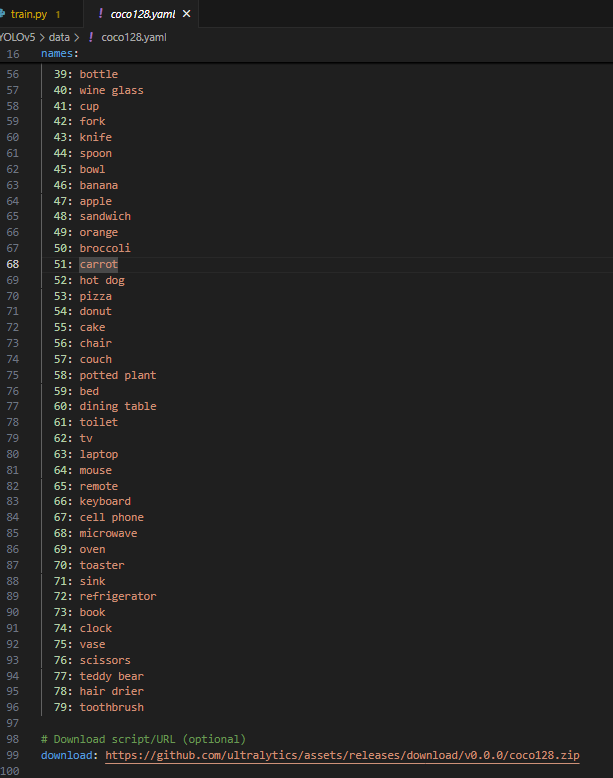 train.py 1 ! coco128.yaml ×
YOLOv5 > data > ! coco128.yaml
16 names:
56 39: bottle
57 40: wine glass
58 41: cup
59 42: fork
60 43: knife
61 44: spoon
62 45: bowl
63 46: banana
64 47: apple
65 48: sandwich
66 49: orange
67 50: broccoli
68 51: carrot
69 52: hot dog
70 53: pizza
71 54: donut
72 55: cake
73 56: chair
74 57: couch
75 58: potted plant
76 59: bed
77 60: dining table
78 61: toilet
79 62: tv
80 63: laptop
81 64: mouse
82 65: remote
83 66: keyboard
84 67: cell phone
85 68: microwave
86 69: oven
87 70: toaster
88 71: sink
89 72: refrigerator
90 73: book
91 74: clock
92 75: vase
93 76: scissors
94 77: teddy bear
95 78: hair drier
96 79: toothbrush
97
98 # Download script/URL (optional)
99 download: https://github.com/ultralytics/assets/releases/download/v0.0.0/coco128.zip
100